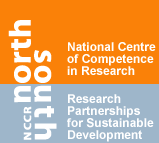 NCCR north
south
National Centre
of Competence
in Research
Research
Partnerships
for Sustainable
Development